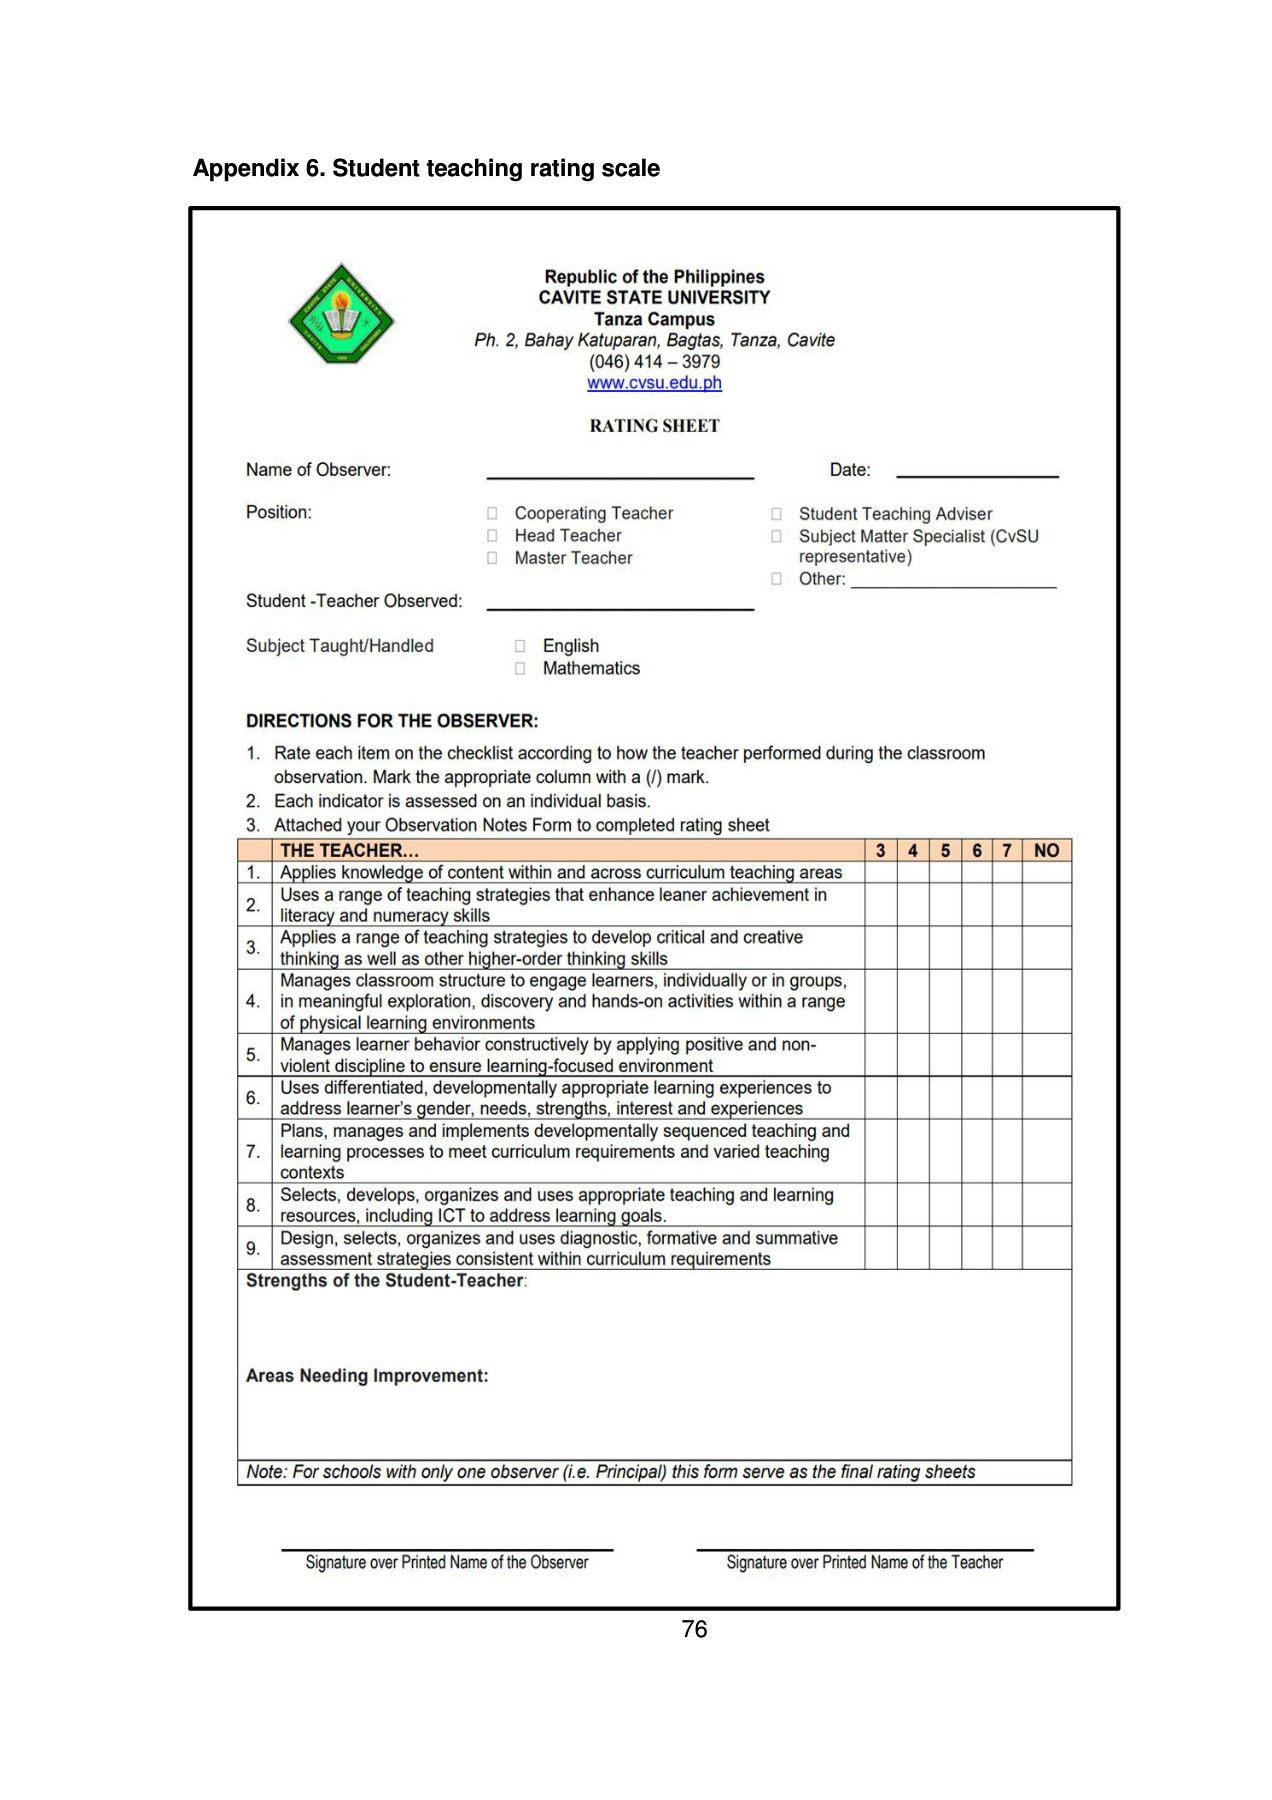 Appendix 6. Student teaching rating scale
Republic of the Philippines
CAVITE STATE UNIVERSITY
Tanza Campus
Ph. 2, Bahay Katuparan, Bagtas, Tanza, Cavite
(046) 414 – 3979
www.cvsu.edu.ph
RATING SHEET
Name of Observer: Date:
Position:
Cooperating Teacher
Head Teacher
Master Teacher
Student Teaching Adviser
Subject Matter Specialist (CvSU
representative)
Other:
Student -Teacher Observed:
Subject Taught/Handled
English
Mathematics
DIRECTIONS FOR THE OBSERVER:
1. Rate each item on the checklist according to how the teacher performed during the classroom
observation. Mark the appropriate column with a (/) mark.
2. Each indicator is assessed on an individual basis.
3. Attached your Observation Notes Form to completed rating sheet
THE TEACHER... 3 4 5 6 7 NO
1. Applies knowledge of content within and across curriculum teaching areas
2. Uses a range of teaching strategies that enhance leaner achievement in
literacy and numeracy skills
3. Applies a range of teaching strategies to develop critical and creative
thinking as well as other higher-order thinking skills
4. Manages classroom structure to engage learners, individually or in groups,
in meaningful exploration, discovery and hands-on activities within a range
of physical learning environments
5. Manages learner behavior constructively by applying positive and non-
violent discipline to ensure learning-focused environment
6. Uses differentiated, developmentally appropriate learning experiences to
address learner's gender, needs, strengths, interest and experiences
7. Plans, manages and implements developmentally sequenced teaching and
learning processes to meet curriculum requirements and varied teaching
contexts
8. Selects, develops, organizes and uses appropriate teaching and learning
resources, including ICT to address learning goals.
9. Design, selects, organizes and uses diagnostic, formative and summative
assessment strategies consistent within curriculum requirements
Strengths of the Student-Teacher:
Areas Needing Improvement:
Note: For schools with only one observer (i.e. Principal) this form serve as the final rating sheets
Signature over Printed Name of the Observer
Signature over Printed Name of the Teacher
76